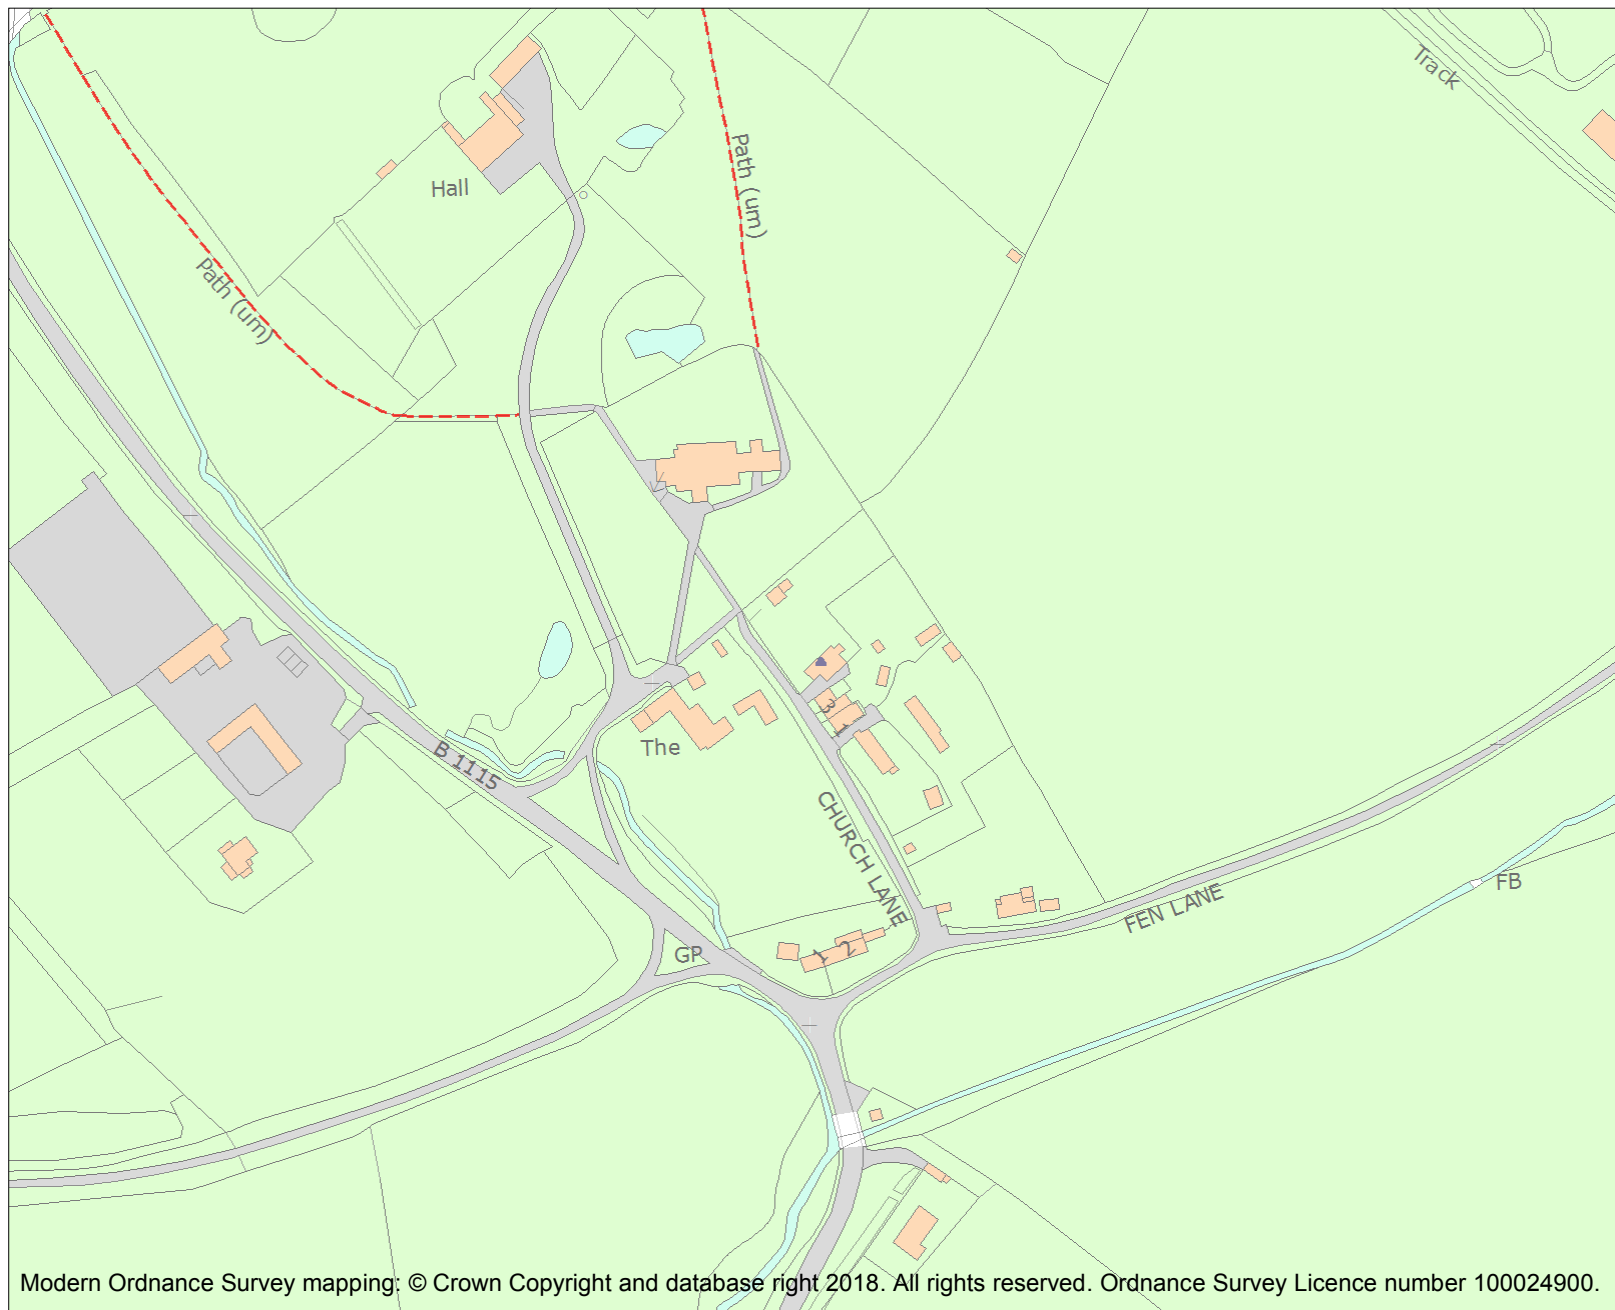 Track
Path (um)
Hall
Path (um)
B 1115
The
3
1
CHURCH LANE
FEN LANE
FB
GP
1
2
Modern Ordnance Survey mapping: © Crown Copyright and database right 2018. All rights reserved. Ordnance Survey Licence number 100024900.